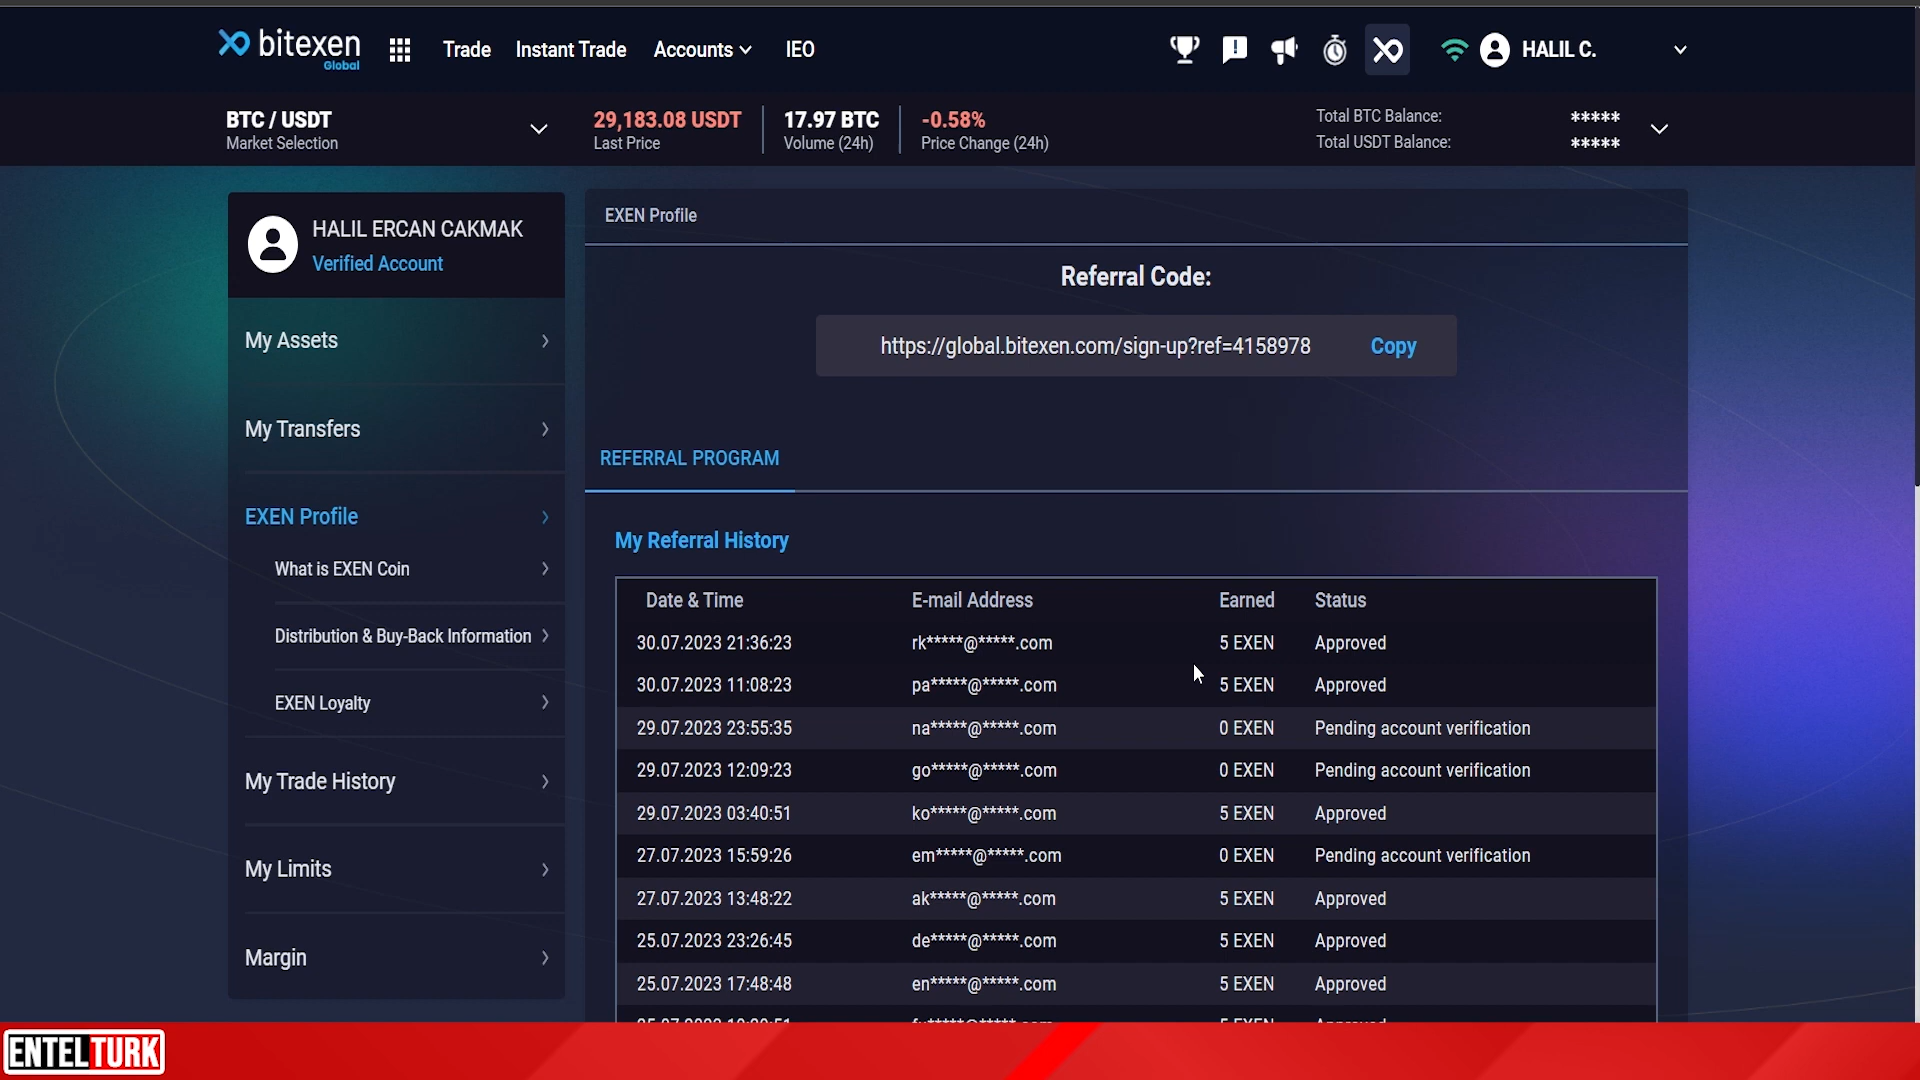 bitexen
Global
Trade
Instant Trade
Accounts
IEO
HALIL C.
BTC / USDT
Market Selection
29,183.08 USDT
Last Price
17.97 BTC
Volume (24h)
-0.58%
Price Change (24h)
Total BTC Balance: *****
Total USDT Balance: *****
HALIL ERCAN CAKMAK
Verified Account
My Assets
My Transfers
EXEN Profile
What is EXEN Coin
Distribution & Buy-Back Information
EXEN Loyalty
My Trade History
My Limits
Margin
EXEN Profile
Referral Code:
https://global.bitexen.com/sign-up?ref=4158978 Copy
REFERRAL PROGRAM
My Referral History
Date & Time E-mail Address Earned Status
30.07.2023 21:36:23 rk*****@*****.com 5 EXEN Approved
30.07.2023 11:08:23 pa*****@*****.com 5 EXEN Approved
29.07.2023 23:55:35 na*****@*****.com 0 EXEN Pending account verification
29.07.2023 12:09:23 go*****@*****.com 0 EXEN Pending account verification
29.07.2023 03:40:51 ko*****@*****.com 5 EXEN Approved
27.07.2023 15:59:26 em*****@*****.com 0 EXEN Pending account verification
27.07.2023 13:48:22 ak*****@*****.com 5 EXEN Approved
25.07.2023 23:26:45 de*****@*****.com 5 EXEN Approved
25.07.2023 17:48:48 en*****@*****.com 5 EXEN Approved
ENTELTURK